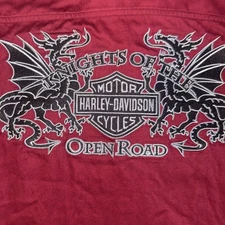 KNIGHTS OF THE
MOTOR
HARLEY-DAVIDSON
CYCLES
OPEN ROAD